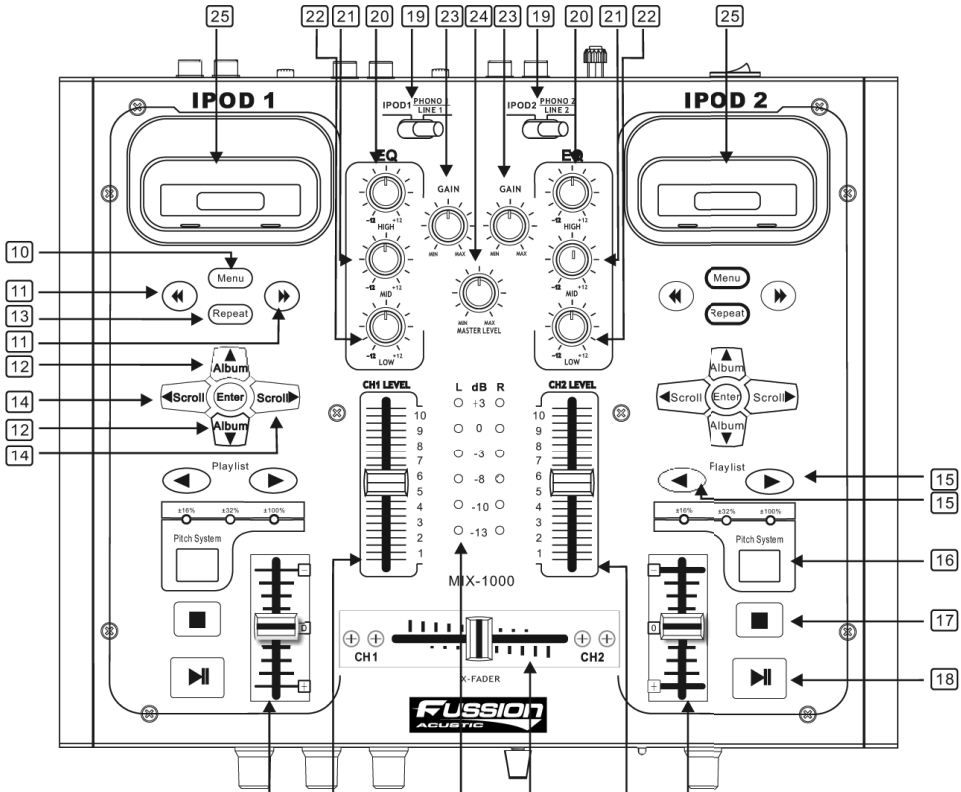 25 22 21 20 19 23 24 23 19 20 21 22 25
IPOD 1
IPOD1 PHONO LINE 1
IPOD2 PHONO 2 LINE 2
IPOD 2
EQ
EQ
GAIN
GAIN
-12 +12
HIGH
MIN MAX
MIN MAX
-12 +12
HIGH
10 Menu
Menu
11
-12 +12
MID
-12 +12
MID
13 Repeat
Repeat
11
MIN MAX
MASTER LEVEL
12
-12 +12
LOW
-12 +12
LOW
Album
Album
14 Scroll Enter Scroll
Scroll Enter Scroll
12 Album
Album
14
CH1 LEVEL
L dB R
CH2 LEVEL
+3
10
10
0
9
9
8
8
-3
7
7
-8
6
6
5
5
-10
4
4
3
3
-13
2
2
1
1
Playlist
Playlist
15
15
±16% ±32% ±100%
±16% ±32% ±100%
Pitch System
Pitch System
16
MIX-1000
-
0
+
-
0
+
17
CH1
CH2
X-FADER
18
FUSSION
ACUSTIC